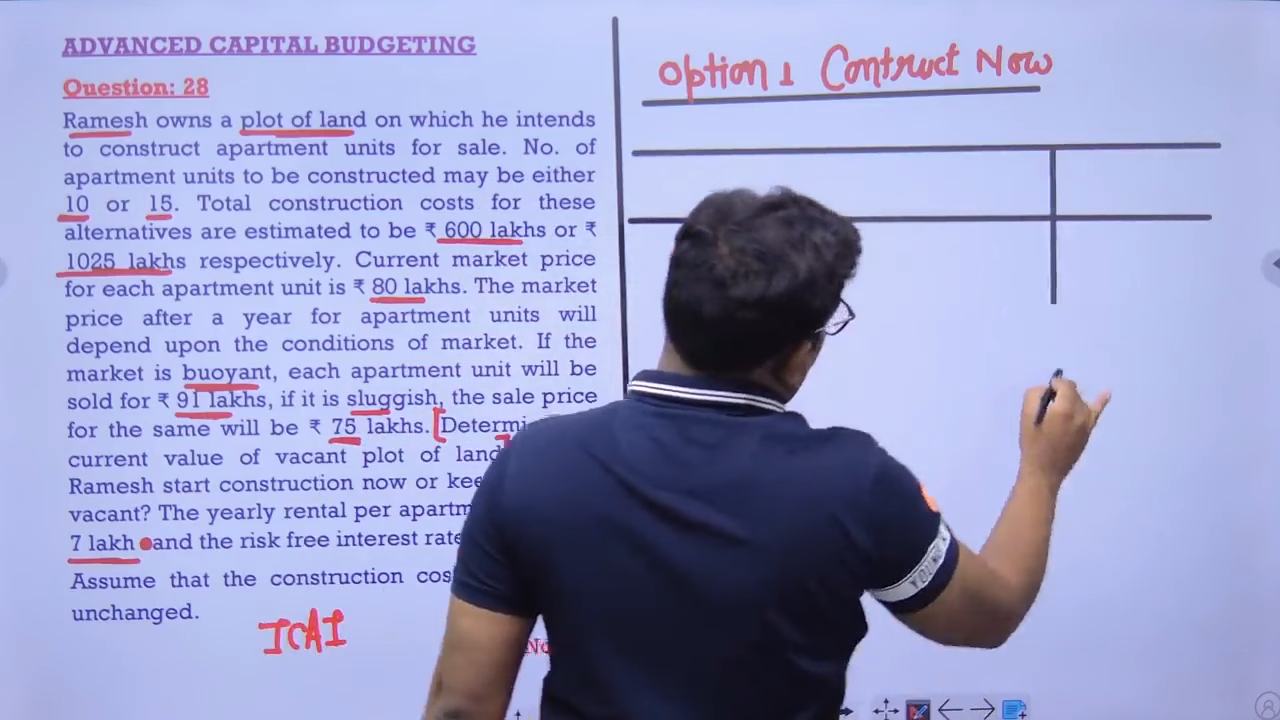 ADVANCED CAPITAL BUDGETING
Question: 28
Ramesh owns a plot of land on which he intends
to construct apartment units for sale. No. of
apartment units to be constructed may be either
10 or 15. Total construction costs for these
alternatives are estimated to be ₹ 600 lakhs or ₹
1025 lakhs respectively. Current market price
for each apartment unit is ₹ 80 lakhs. The market
price after a year for apartment units will
depend upon the conditions of market. If the
market is buoyant, each apartment unit will be
sold for ₹ 91 lakhs, if it is sluggish, the sale price
for the same will be ₹ 75 lakhs.
current value of vacant plot of land
Ramesh start construction now or
vacant? The yearly rental per
7 lakh and the risk free interest rate
Assume that the construction
unchanged.
ICAI
Option 1 Construct Now